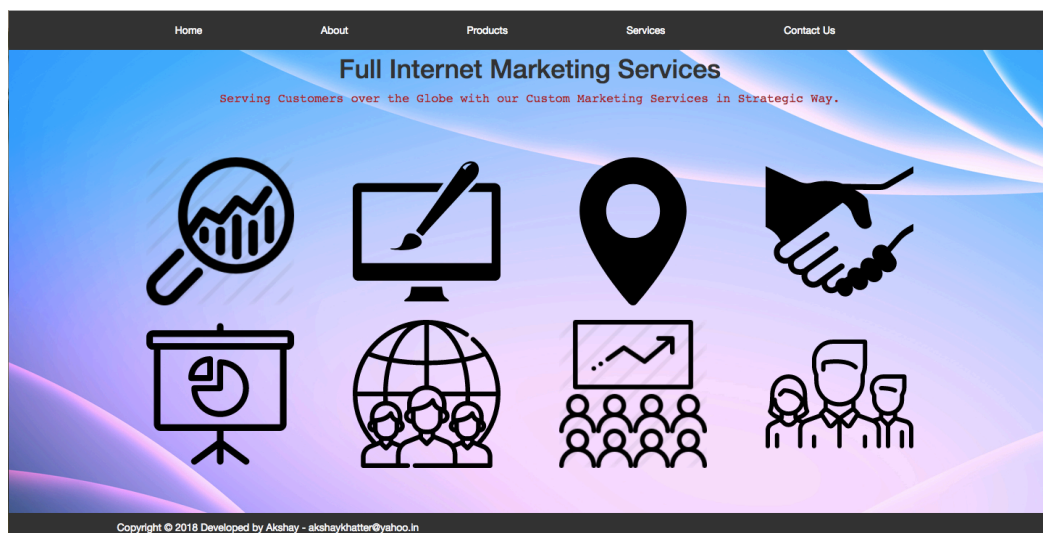 Home About Products Services Contact Us
Full Internet Marketing Services
Serving Customers over the Globe with our Custom Marketing Services in Strategic Way.
Copyright © 2018 Developed by Akshay - akshaykhatter@yahoo.in